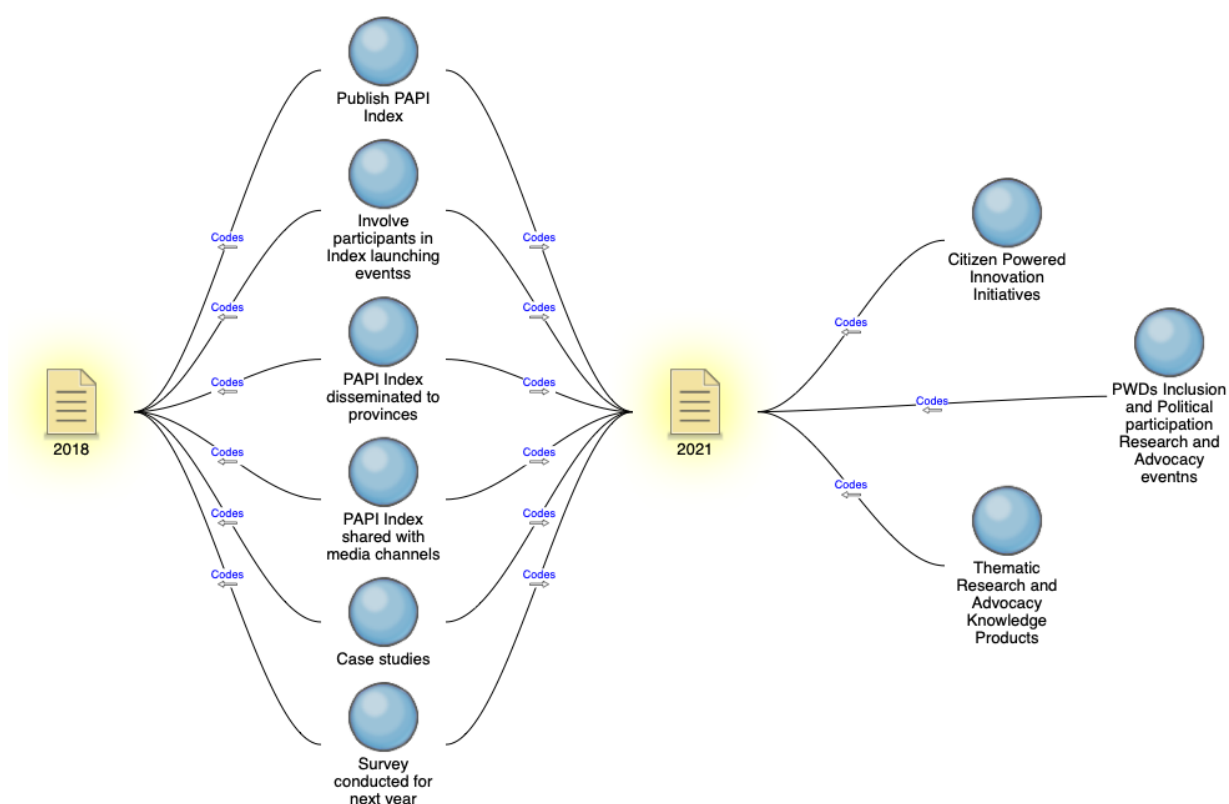 Publish PAPI
Index
Codes
Codes
Involve
participants in
Index launching
eventss
Codes
Codes
PAPI Index
disseminated to
provinces
Codes
Codes
2018
PAPI Index
shared with
media channels
Codes
Codes
Case studies
Codes
Codes
Survey
conducted for
next year
Codes
Codes
2021
Citizen Powered
Innovation
Initiatives
Codes
PWDs Inclusion
and Political
participation
Research and
Advocacy
eventns
Codes
Thematic
Research and
Advocacy
Knowledge
Products
Codes